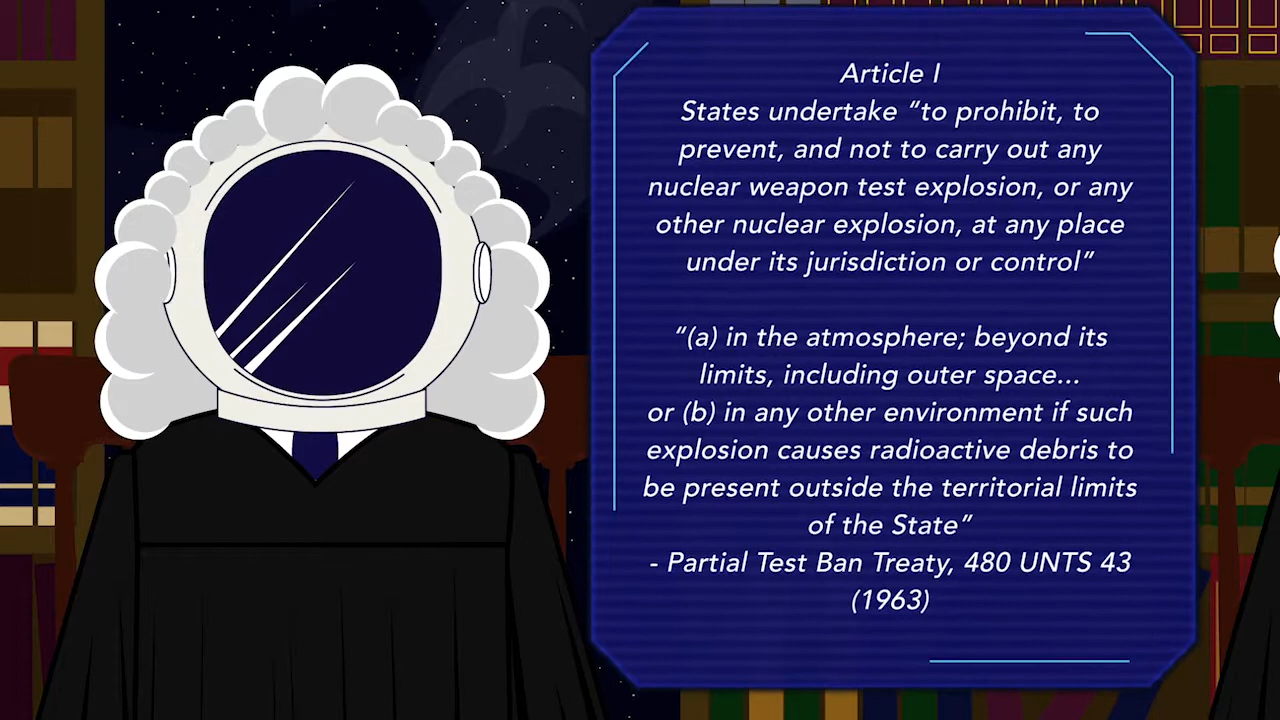 Article I
States undertake “to prohibit, to
prevent, and not to carry out any
nuclear weapon test explosion, or any
other nuclear explosion, at any place
under its jurisdiction or control”
“(a) in the atmosphere; beyond its
limits, including outer space...
or (b) in any other environment if such
explosion causes radioactive debris to
be present outside the territorial limits
of the State”
- Partial Test Ban Treaty, 480 UNTS 43
(1963)